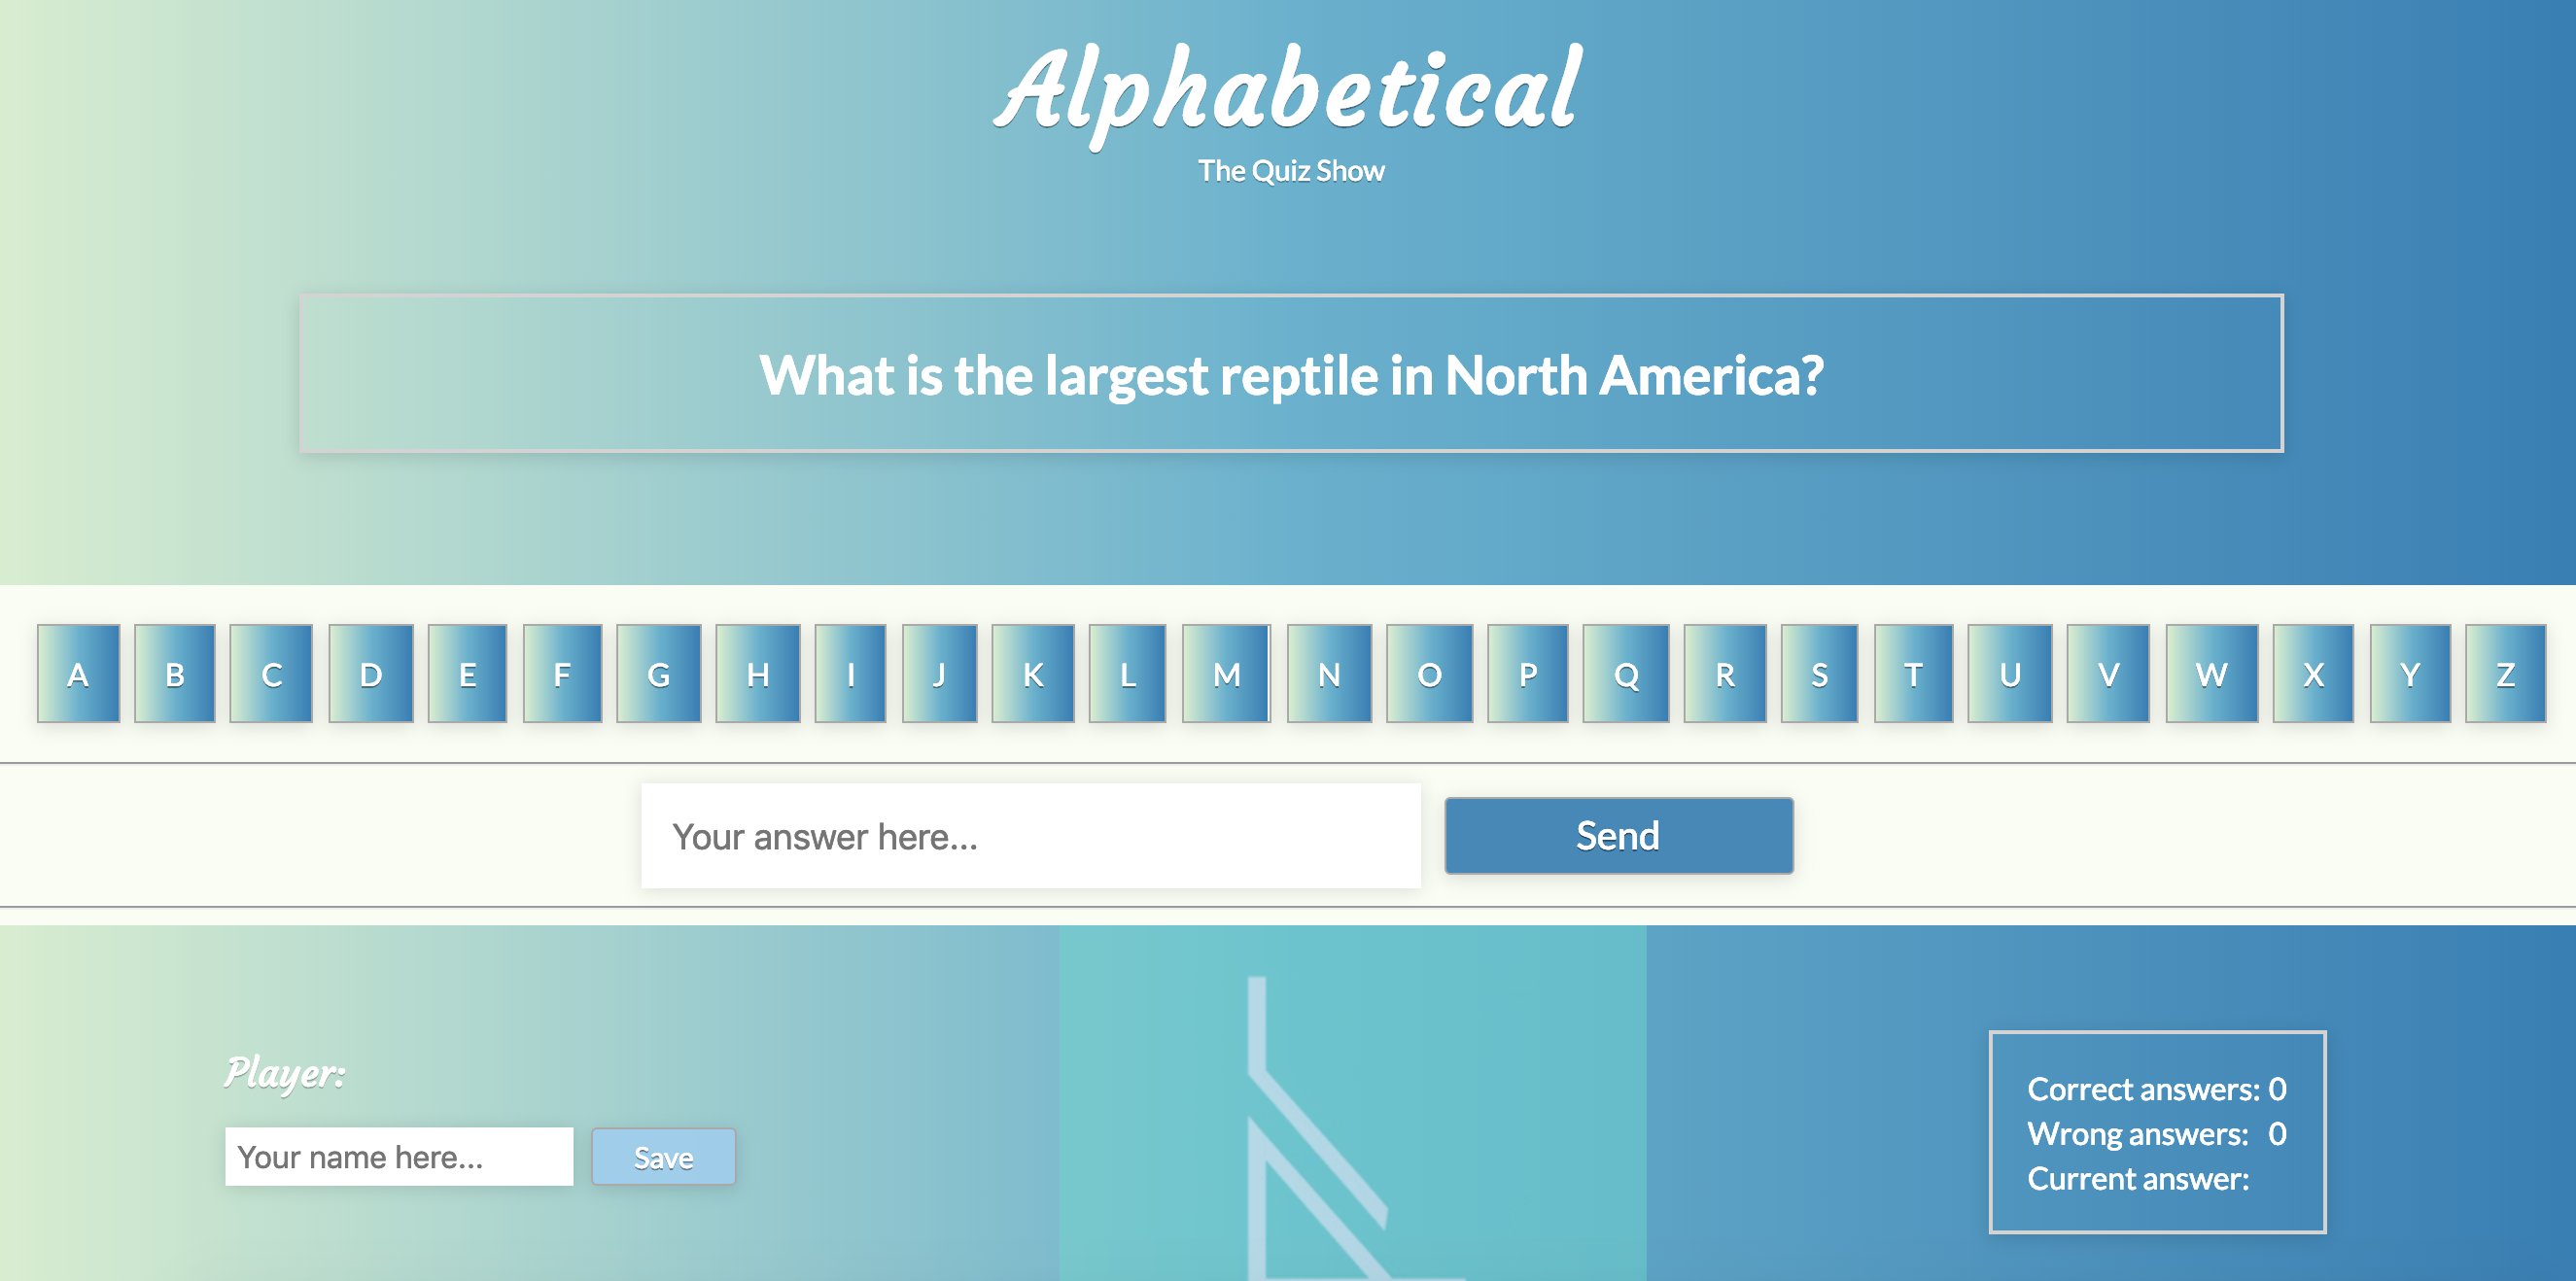 Alphabetical
The Quiz Show
What is the largest reptile in North America?
A B C D E F G H I J K L M N O P Q R S T U V W X Y Z
Your answer here... Send
Player:
Your name here... Save
Correct answers: 0
Wrong answers: 0
Current answer: